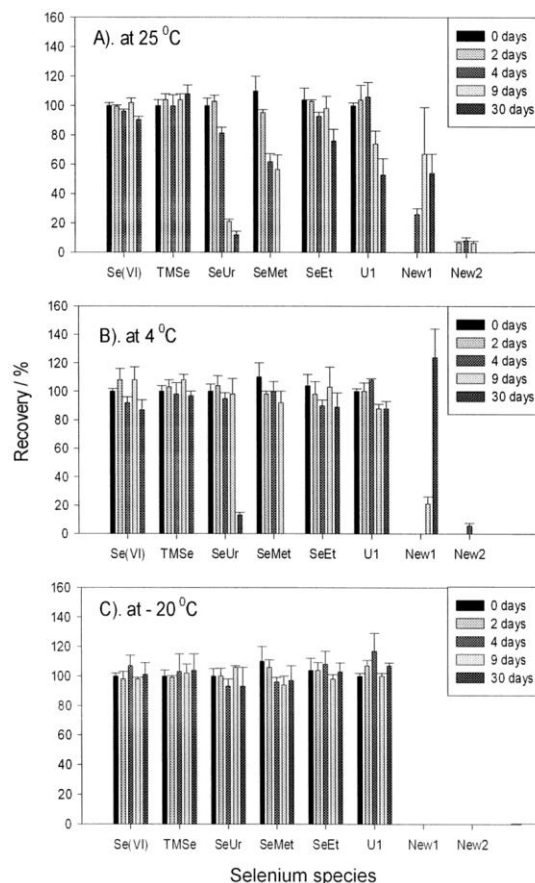 A). at 25 ⁰C
0 days
2 days
4 days
9 days
30 days
160
140
120
100
80
60
40
20
0
Se(VI) TMSe SeUr SeMet SeEt U1 New1 New2
B). at 4 ⁰C
0 days
2 days
4 days
9 days
30 days
160
140
120
100
80
60
40
20
0
Recovery / %
Se(VI) TMSe SeUr SeMet SeEt U1 New1 New2
C). at - 20 ⁰C
0 days
2 days
4 days
9 days
30 days
160
140
120
100
80
60
40
20
0
Se(VI) TMSe SeUr SeMet SeEt U1 New1 New2
Selenium species